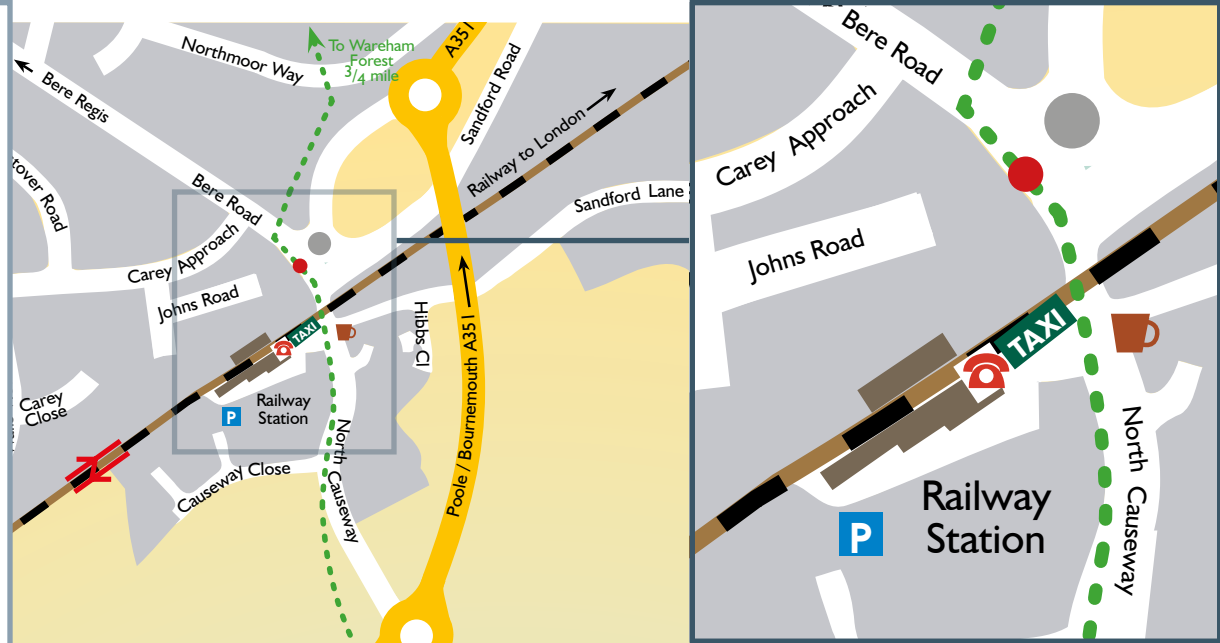 A351
Northmoor Way
To Wareham
Forest
3/4 mile
Sandford Road
Bere Regis
Railway to London
Bere Road
Sandford Lane
Carey Approach
Johns Road
TAXI
Hibbs Cl
Carey
Close
P
Railway
Station
Poole / Bournemouth A351
North Causeway
Causeway Close
Bere Road
Carey Approach
Johns Road
TAXI
North Causeway
Railway
Station
P